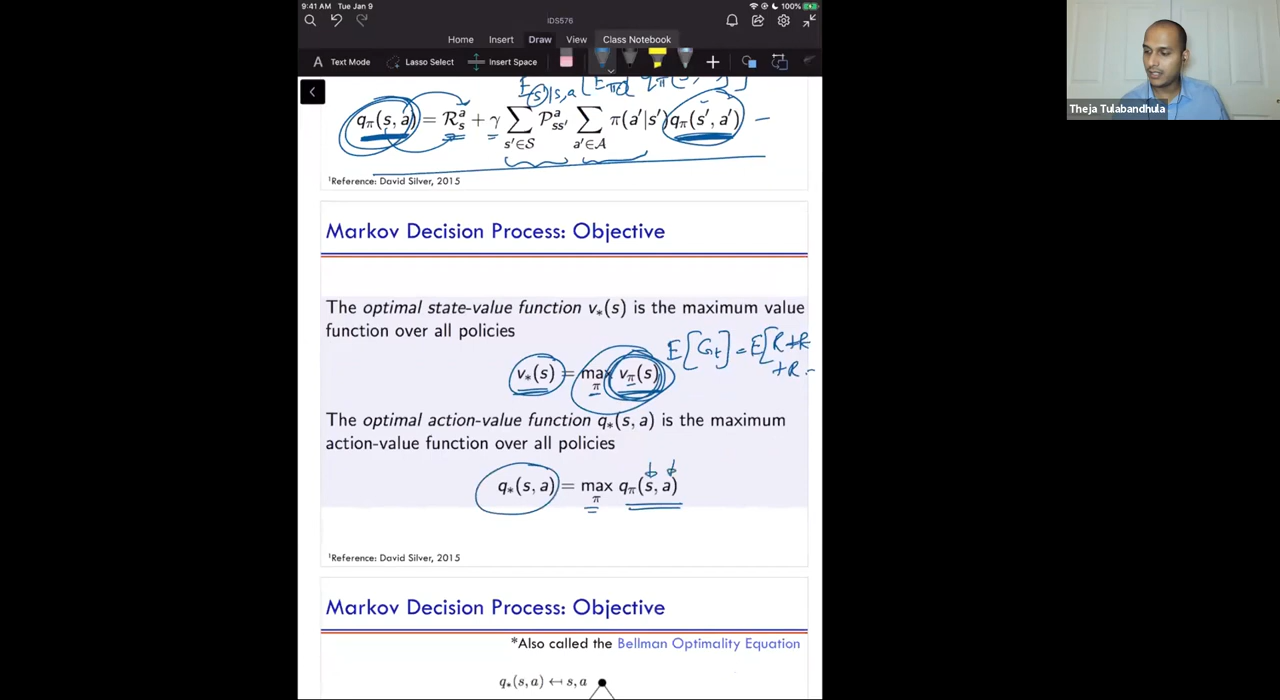 9:41 AM Tue Jan 9
100%
IDS576
Home Insert Draw View Class Notebook
A Text Mode Lasso Select Insert Space
Theja Tulabandhula
qπ(s, a) = R^a_s + γ ∑_{s'∈S} P^a_{ss'} ∑_{a'∈A} π(a'|s') qπ(s', a')
¹Reference: David Silver, 2015
Markov Decision Process: Objective
The optimal state-value function v*(s) is the maximum value
function over all policies
E[Gt] = E[R+R
+R
v*(s) = max_π vπ(s)
The optimal action-value function q*(s, a) is the maximum
action-value function over all policies
q*(s, a) = max_π qπ(s, a)
¹Reference: David Silver, 2015
Markov Decision Process: Objective
*Also called the Bellman Optimality Equation
q*(s, a) ↤ s, a